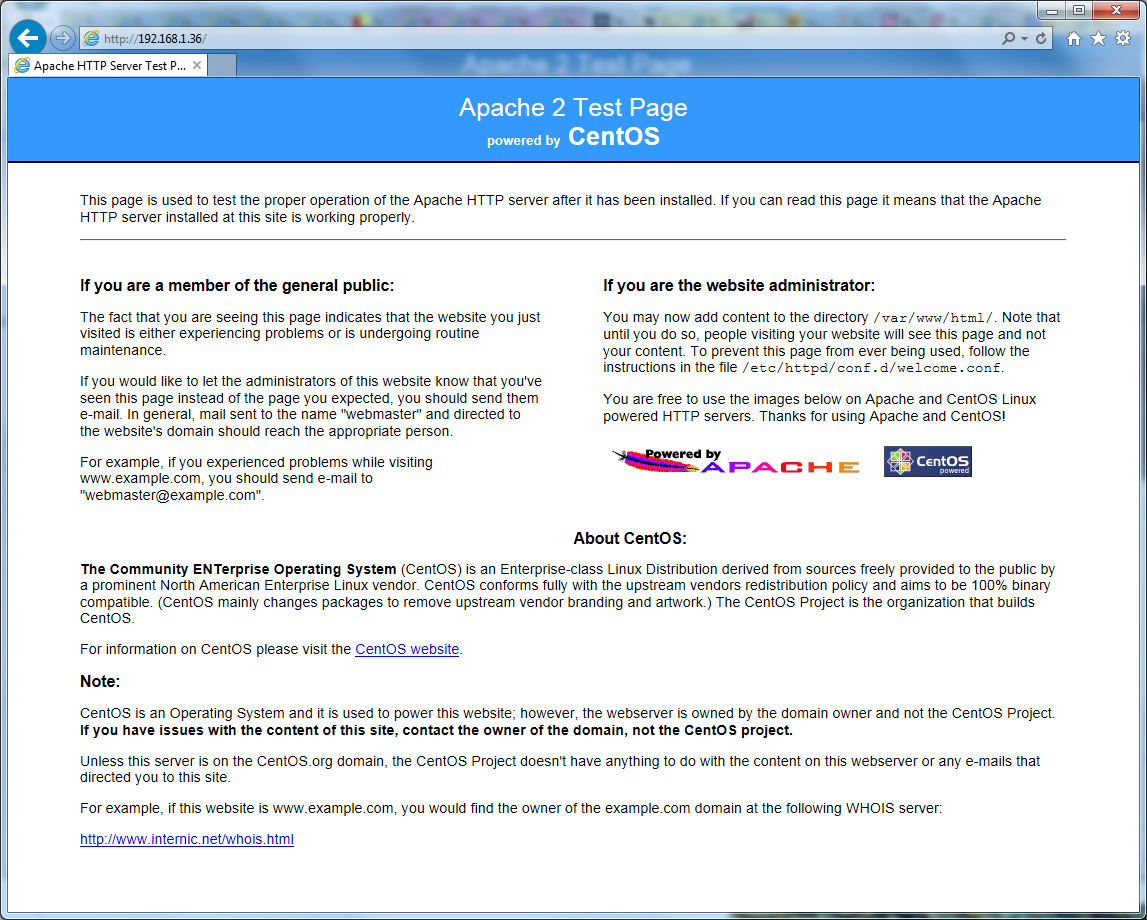 http://192.168.1.36/
Apache HTTP Server Test P...
Apache 2 Test Page
Apache 2 Test Page
powered by CentOS
This page is used to test the proper operation of the Apache HTTP server after it has been installed. If you can read this page it means that the Apache
HTTP server installed at this site is working properly.
If you are a member of the general public:
The fact that you are seeing this page indicates that the website you just
visited is either experiencing problems or is undergoing routine
maintenance.
If you would like to let the administrators of this website know that you've
seen this page instead of the page you expected, you should send them
e-mail. In general, mail sent to the name "webmaster" and directed to
the website's domain should reach the appropriate person.
For example, if you experienced problems while visiting
www.example.com, you should send e-mail to
"webmaster@example.com".
If you are the website administrator:
You may now add content to the directory /var/www/html/. Note that
until you do so, people visiting your website will see this page and not
your content. To prevent this page from ever being used, follow the
instructions in the file /etc/httpd/conf.d/welcome.conf.
You are free to use the images below on Apache and CentOS Linux
powered HTTP servers. Thanks for using Apache and CentOS!
Powered by
APACHE
CentOS
powered
About CentOS:
The Community ENTerprise Operating System (CentOS) is an Enterprise-class Linux Distribution derived from sources freely provided to the public by
a prominent North American Enterprise Linux vendor. CentOS conforms fully with the upstream vendors redistribution policy and aims to be 100% binary
compatible. (CentOS mainly changes packages to remove upstream vendor branding and artwork.) The CentOS Project is the organization that builds
CentOS.
For information on CentOS please visit the CentOS website.
Note:
CentOS is an Operating System and it is used to power this website; however, the webserver is owned by the domain owner and not the CentOS Project.
If you have issues with the content of this site, contact the owner of the domain, not the CentOS project.
Unless this server is on the CentOS.org domain, the CentOS Project doesn't have anything to do with the content on this webserver or any e-mails that
directed you to this site.
For example, if this website is www.example.com, you would find the owner of the example.com domain at the following WHOIS server:
http://www.internic.net/whois.html